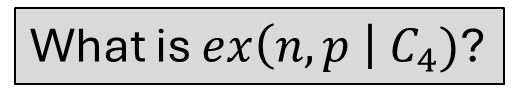 What is ex(n, p | C₄)?